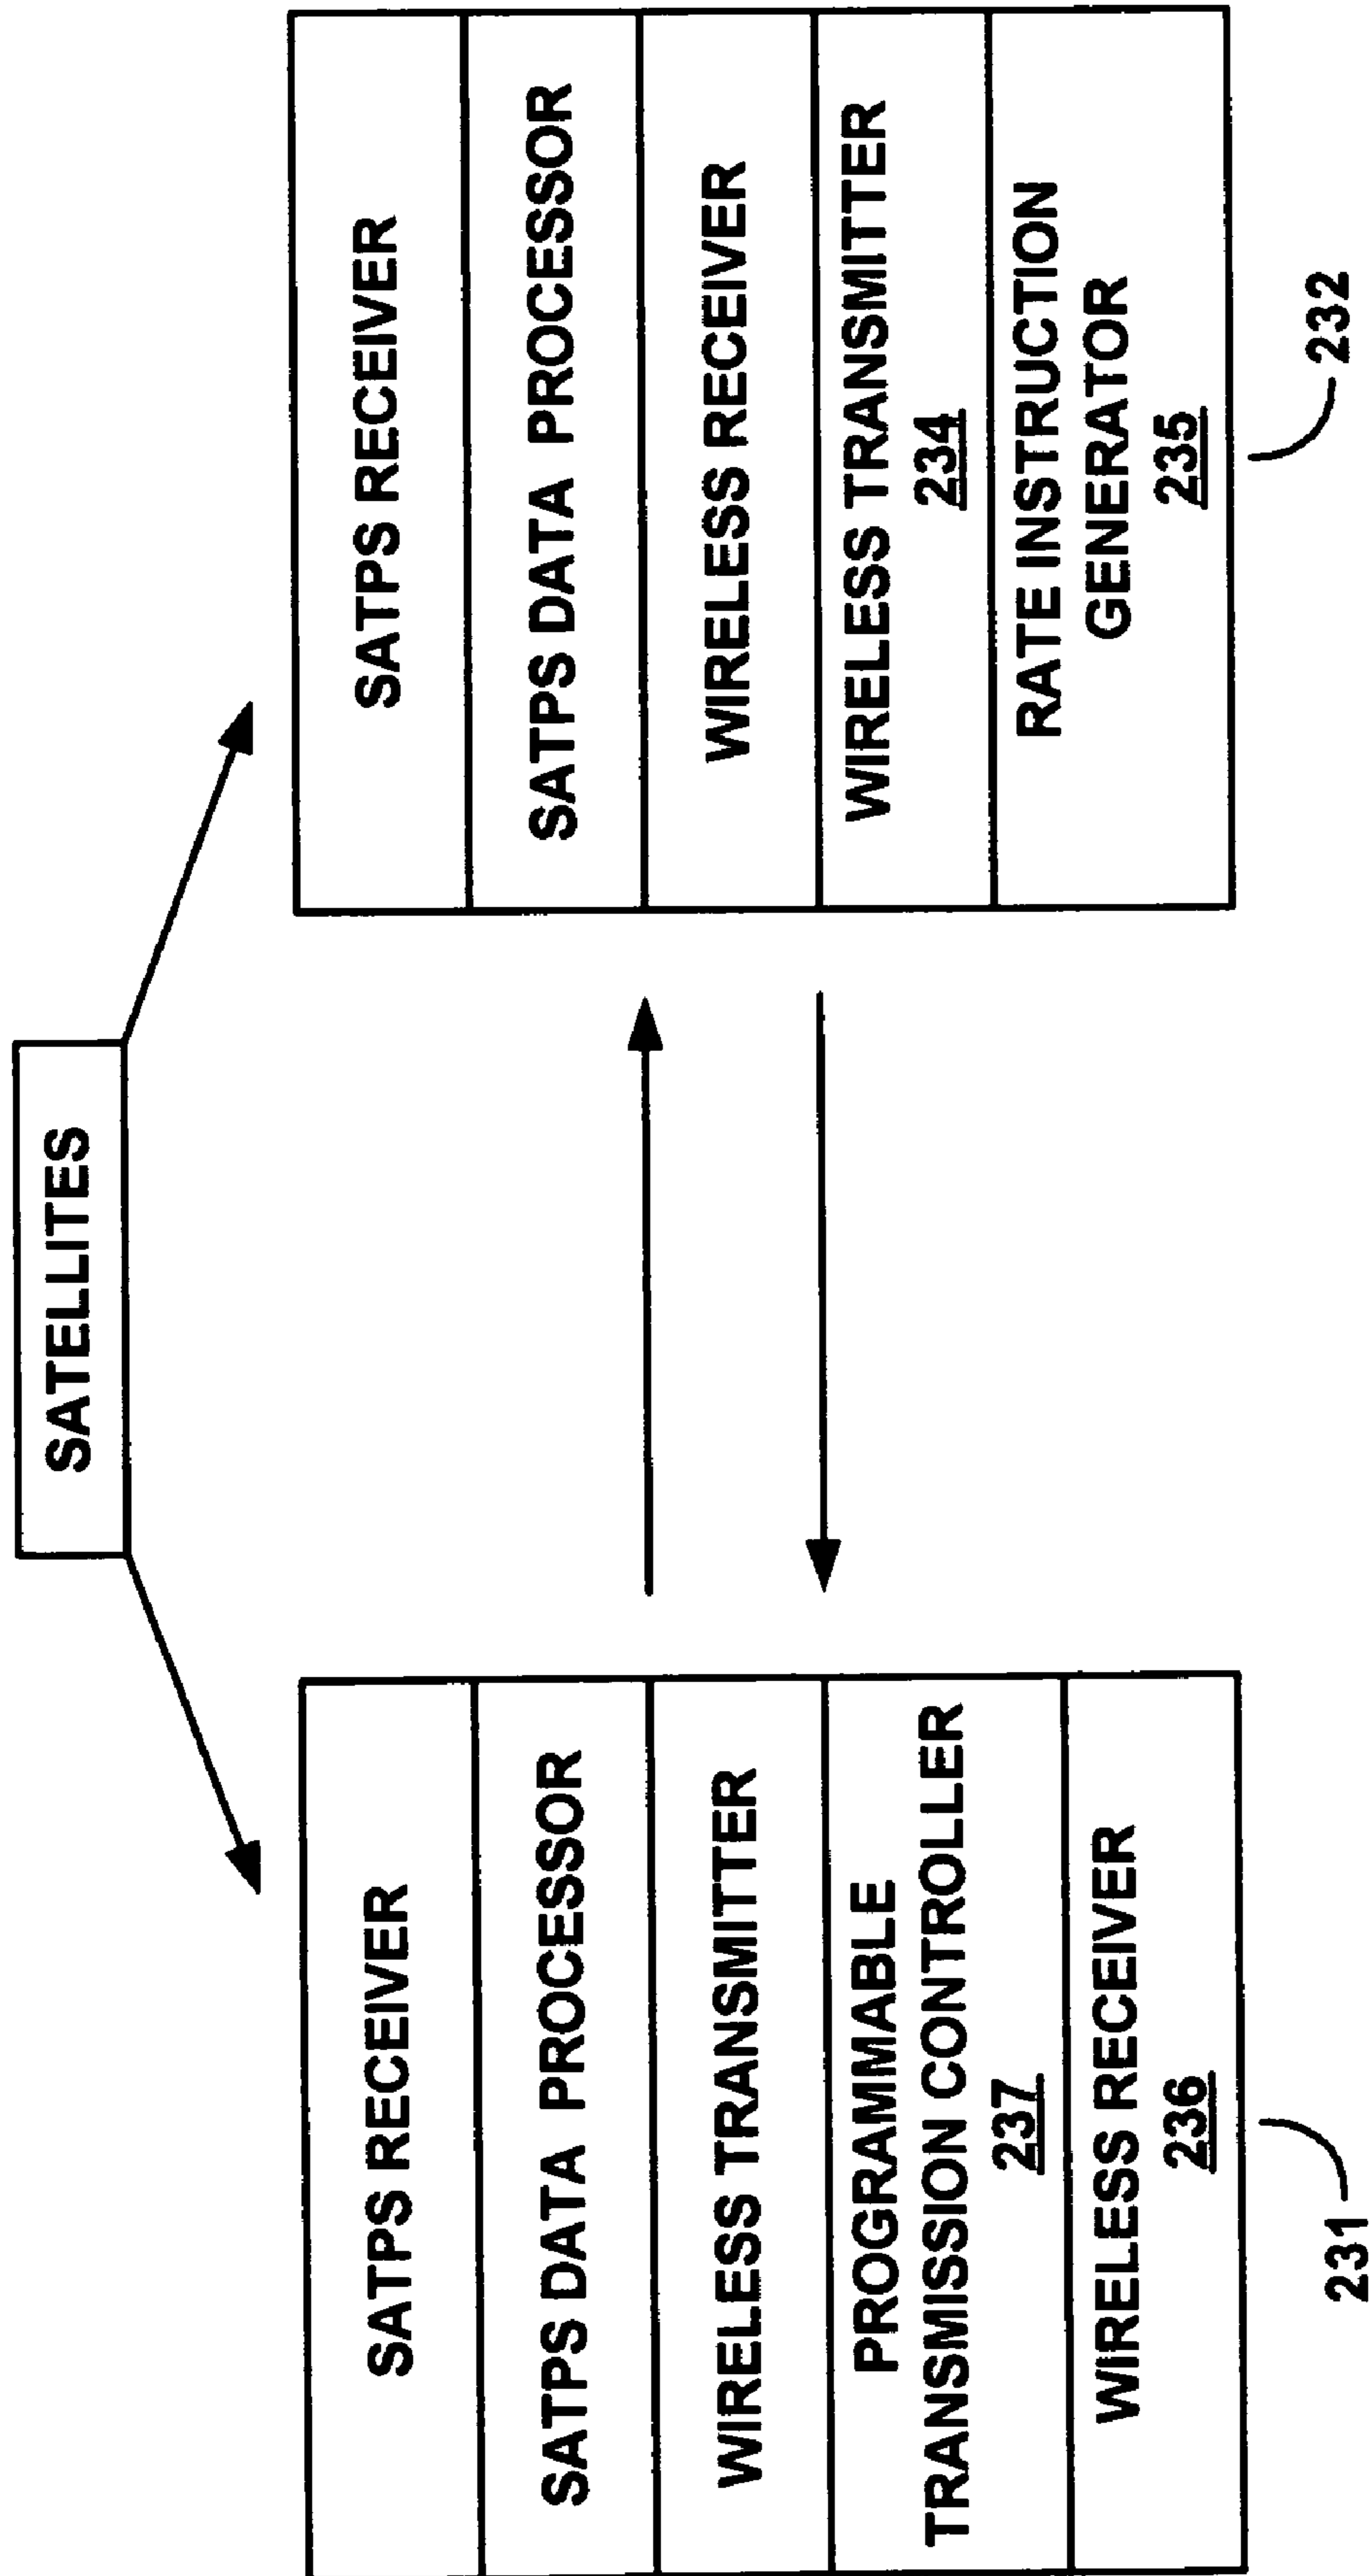 SATELLITES
SATPS RECEIVER
SATPS DATA PROCESSOR
WIRELESS TRANSMITTER
PROGRAMMABLE
TRANSMISSION CONTROLLER
237
WIRELESS RECEIVER
236
231
SATPS RECEIVER
SATPS DATA PROCESSOR
WIRELESS RECEIVER
WIRELESS TRANSMITTER
234
RATE INSTRUCTION
GENERATOR
235
232